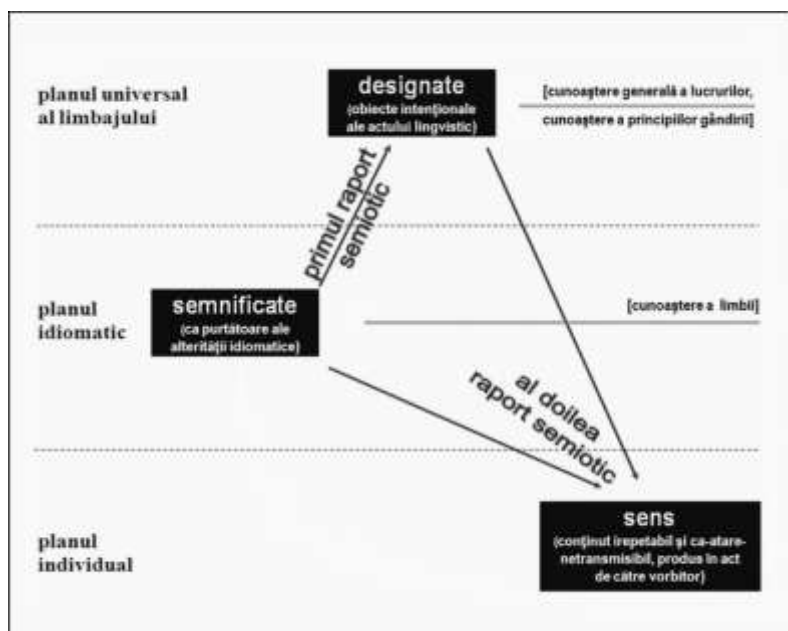 planul universal
al limbajului
designate
(obiecte intenționale
ale actului lingvistic)
[cunoaștere generală a lucrurilor,
cunoaștere a principiilor gândirii]
primul raport
semiotic
planul
idiomatic
semnificate
(ca purtătoare ale
alterității idiomatice)
[cunoaștere a limbii]
al doilea
raport semiotic
planul
individual
sens
(conținut irepetabil și ca-atare-
netransmisibil, produs în act
de către vorbitor)